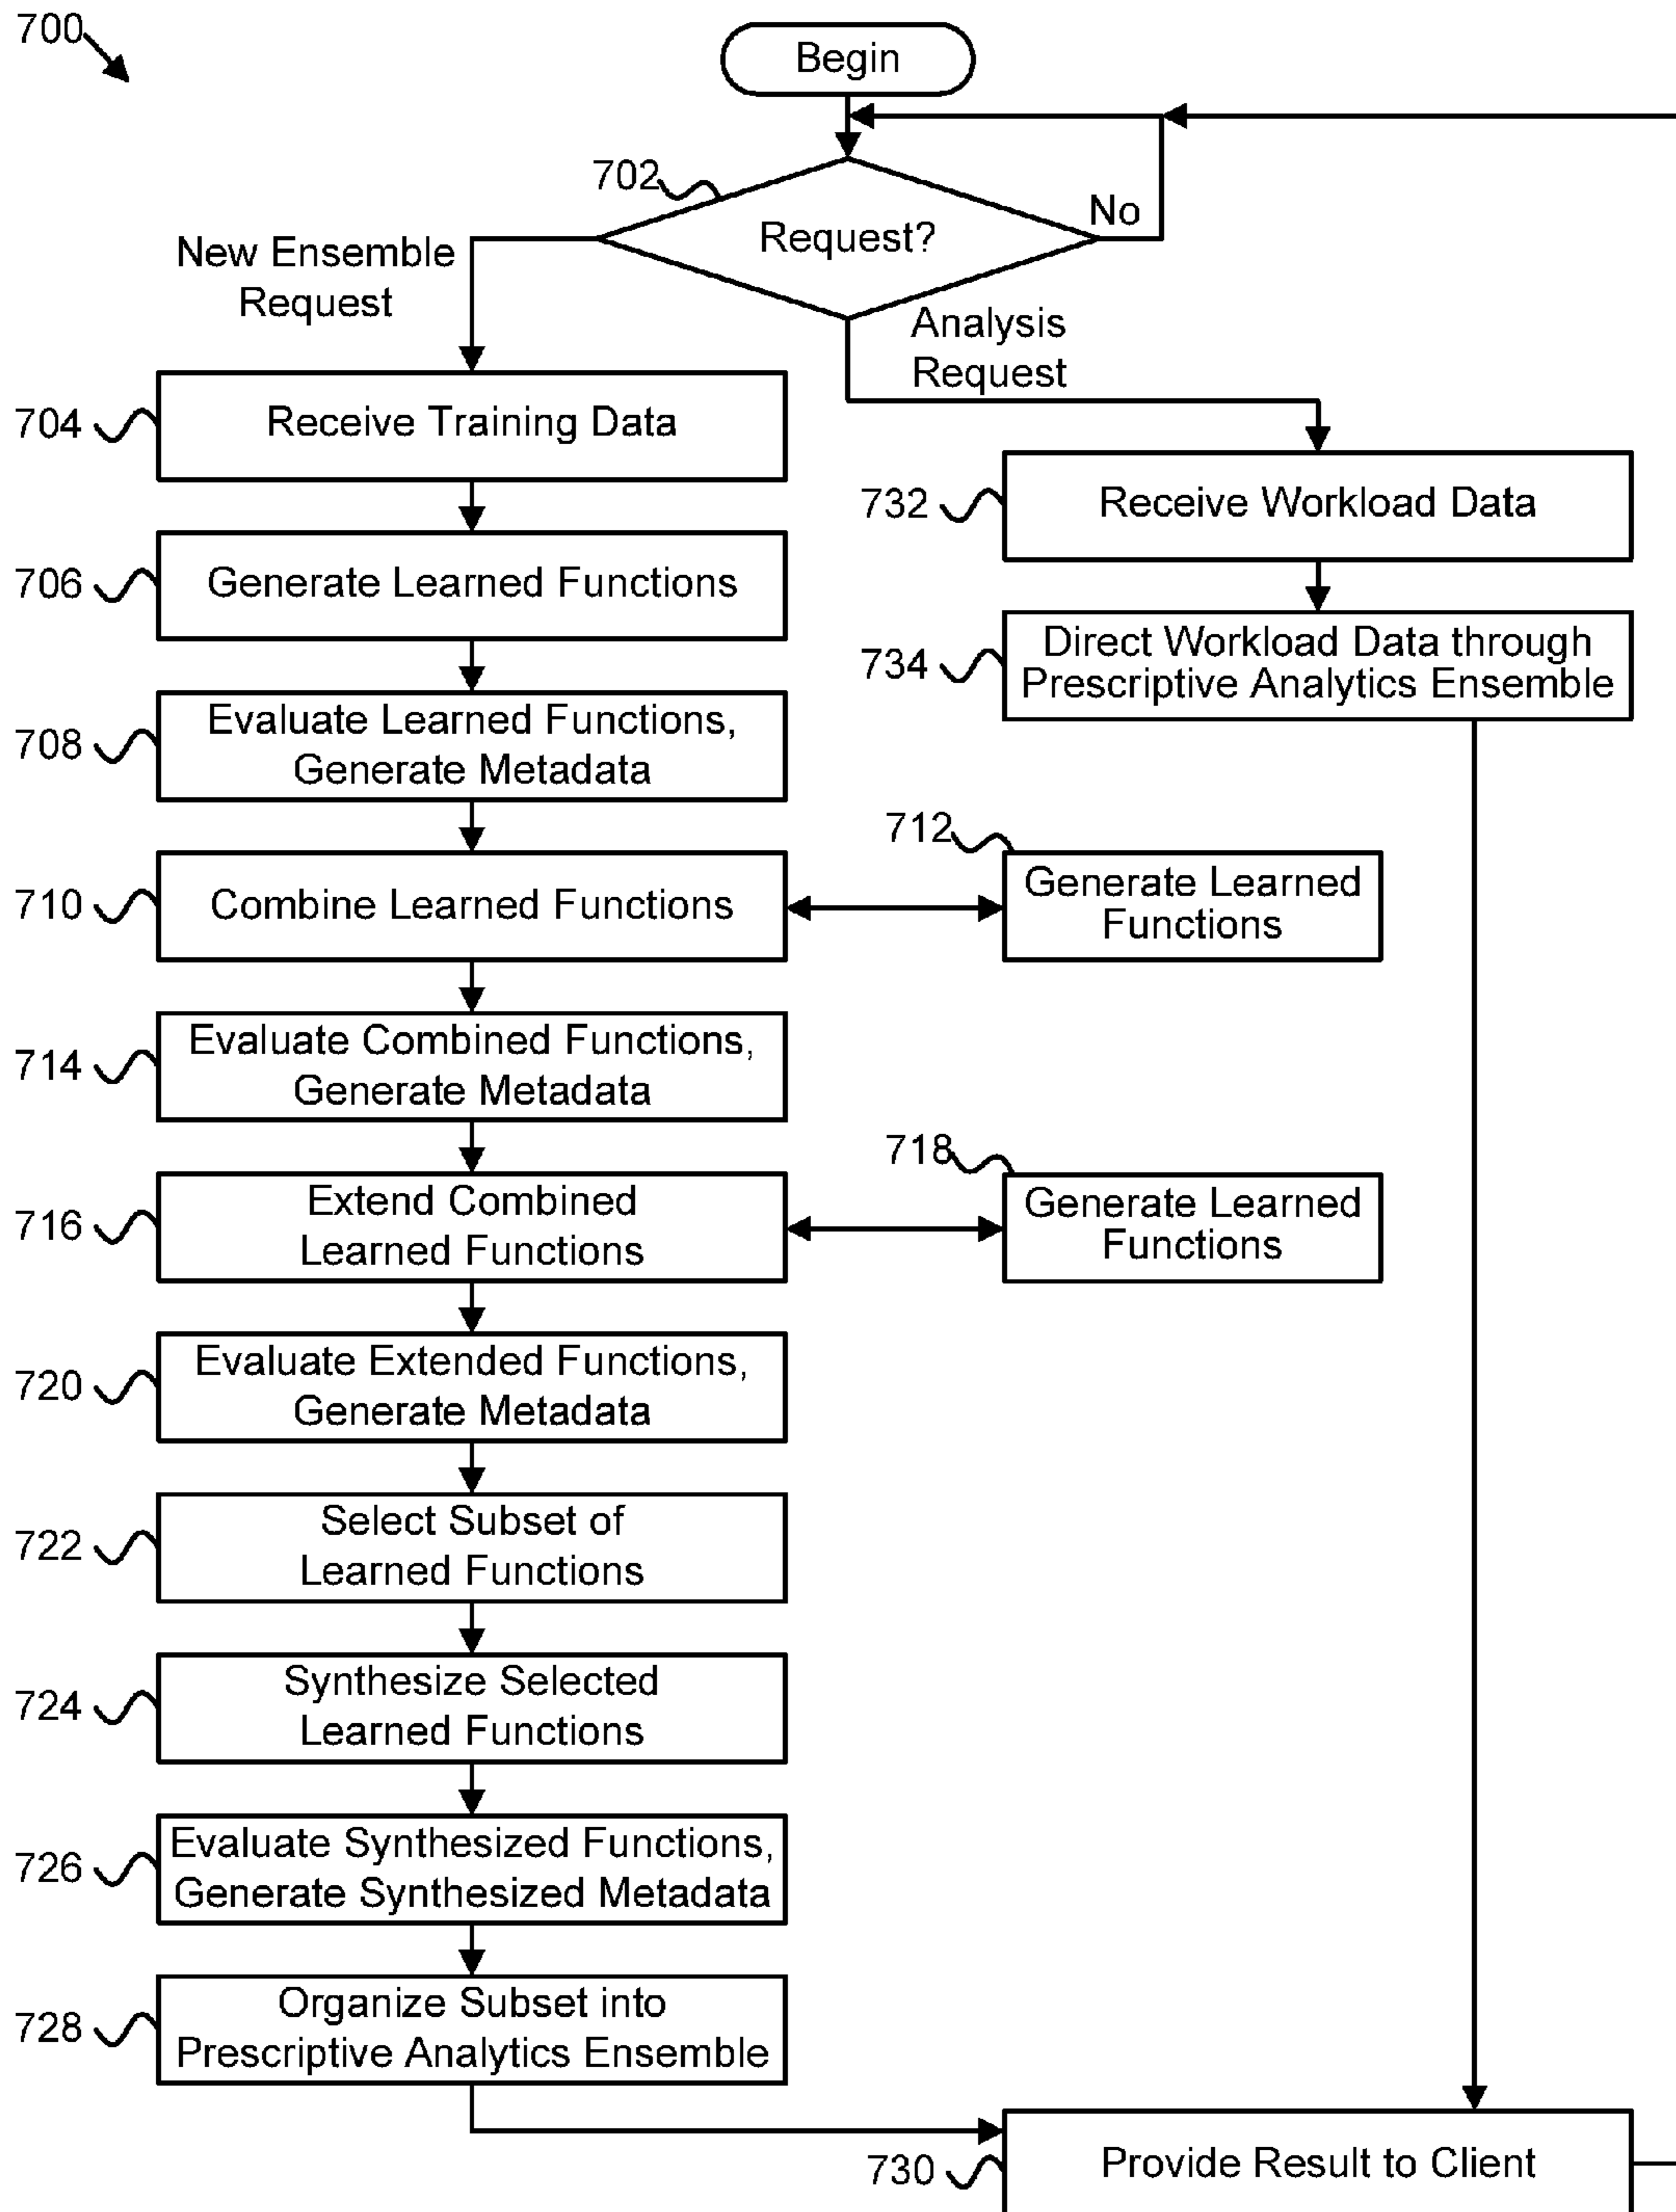 700
Begin
702
Request?
No
New Ensemble
Request
Analysis
Request
704
Receive Training Data
732
Receive Workload Data
706
Generate Learned Functions
734
Direct Workload Data through
Prescriptive Analytics Ensemble
708
Evaluate Learned Functions,
Generate Metadata
710
Combine Learned Functions
712
Generate Learned
Functions
714
Evaluate Combined Functions,
Generate Metadata
716
Extend Combined
Learned Functions
718
Generate Learned
Functions
720
Evaluate Extended Functions,
Generate Metadata
722
Select Subset of
Learned Functions
724
Synthesize Selected
Learned Functions
726
Evaluate Synthesized Functions,
Generate Synthesized Metadata
728
Organize Subset into
Prescriptive Analytics Ensemble
730
Provide Result to Client